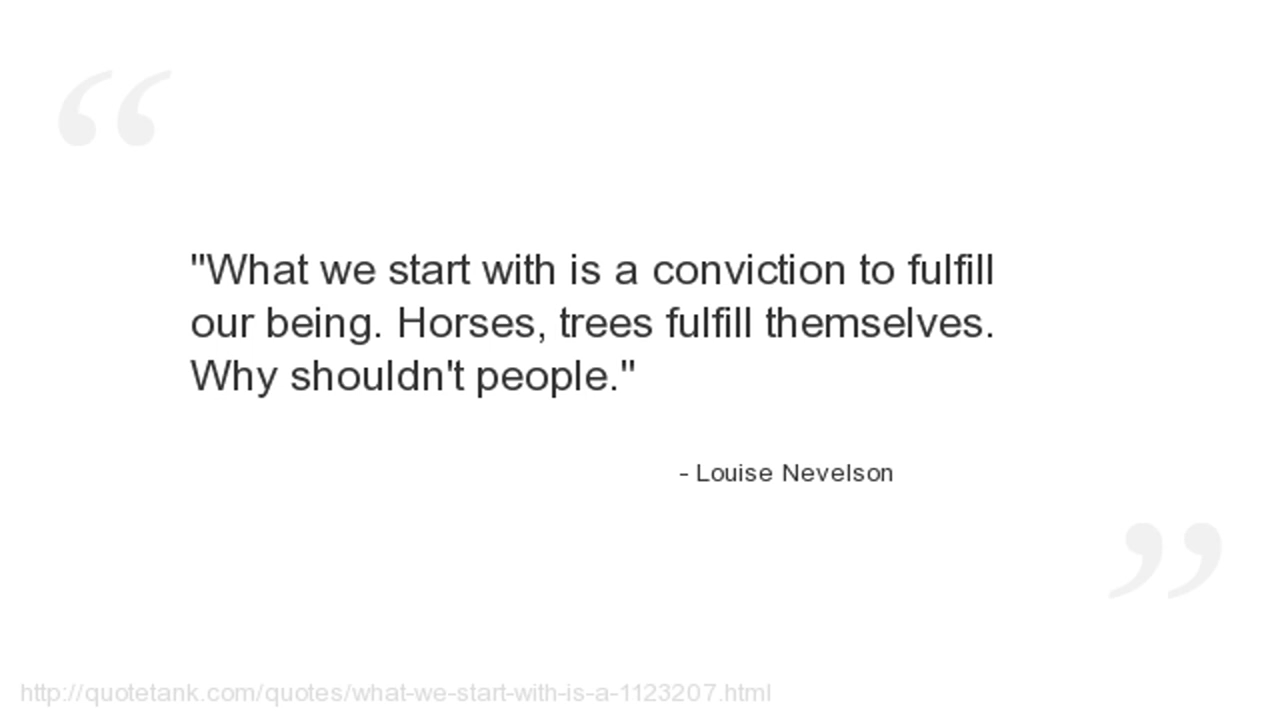 "What we start with is a conviction to fulfill
our being. Horses, trees fulfill themselves.
Why shouldn't people."
- Louise Nevelson
http://quotetank.com/quotes/what-we-start-with-is-a-1123207.html